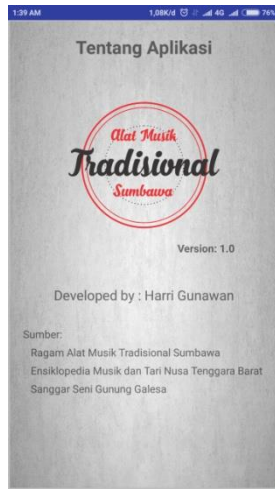 1:39 AM 1,08K/d 4G 76%
Tentang Aplikasi
Alat Musik
Tradisional
Sumbawa
Version: 1.0
Developed by : Harri Gunawan
Sumber:
Ragam Alat Musik Tradisional Sumbawa
Ensiklopedia Musik dan Tari Nusa Tenggara Barat
Sanggar Seni Gunung Galesa